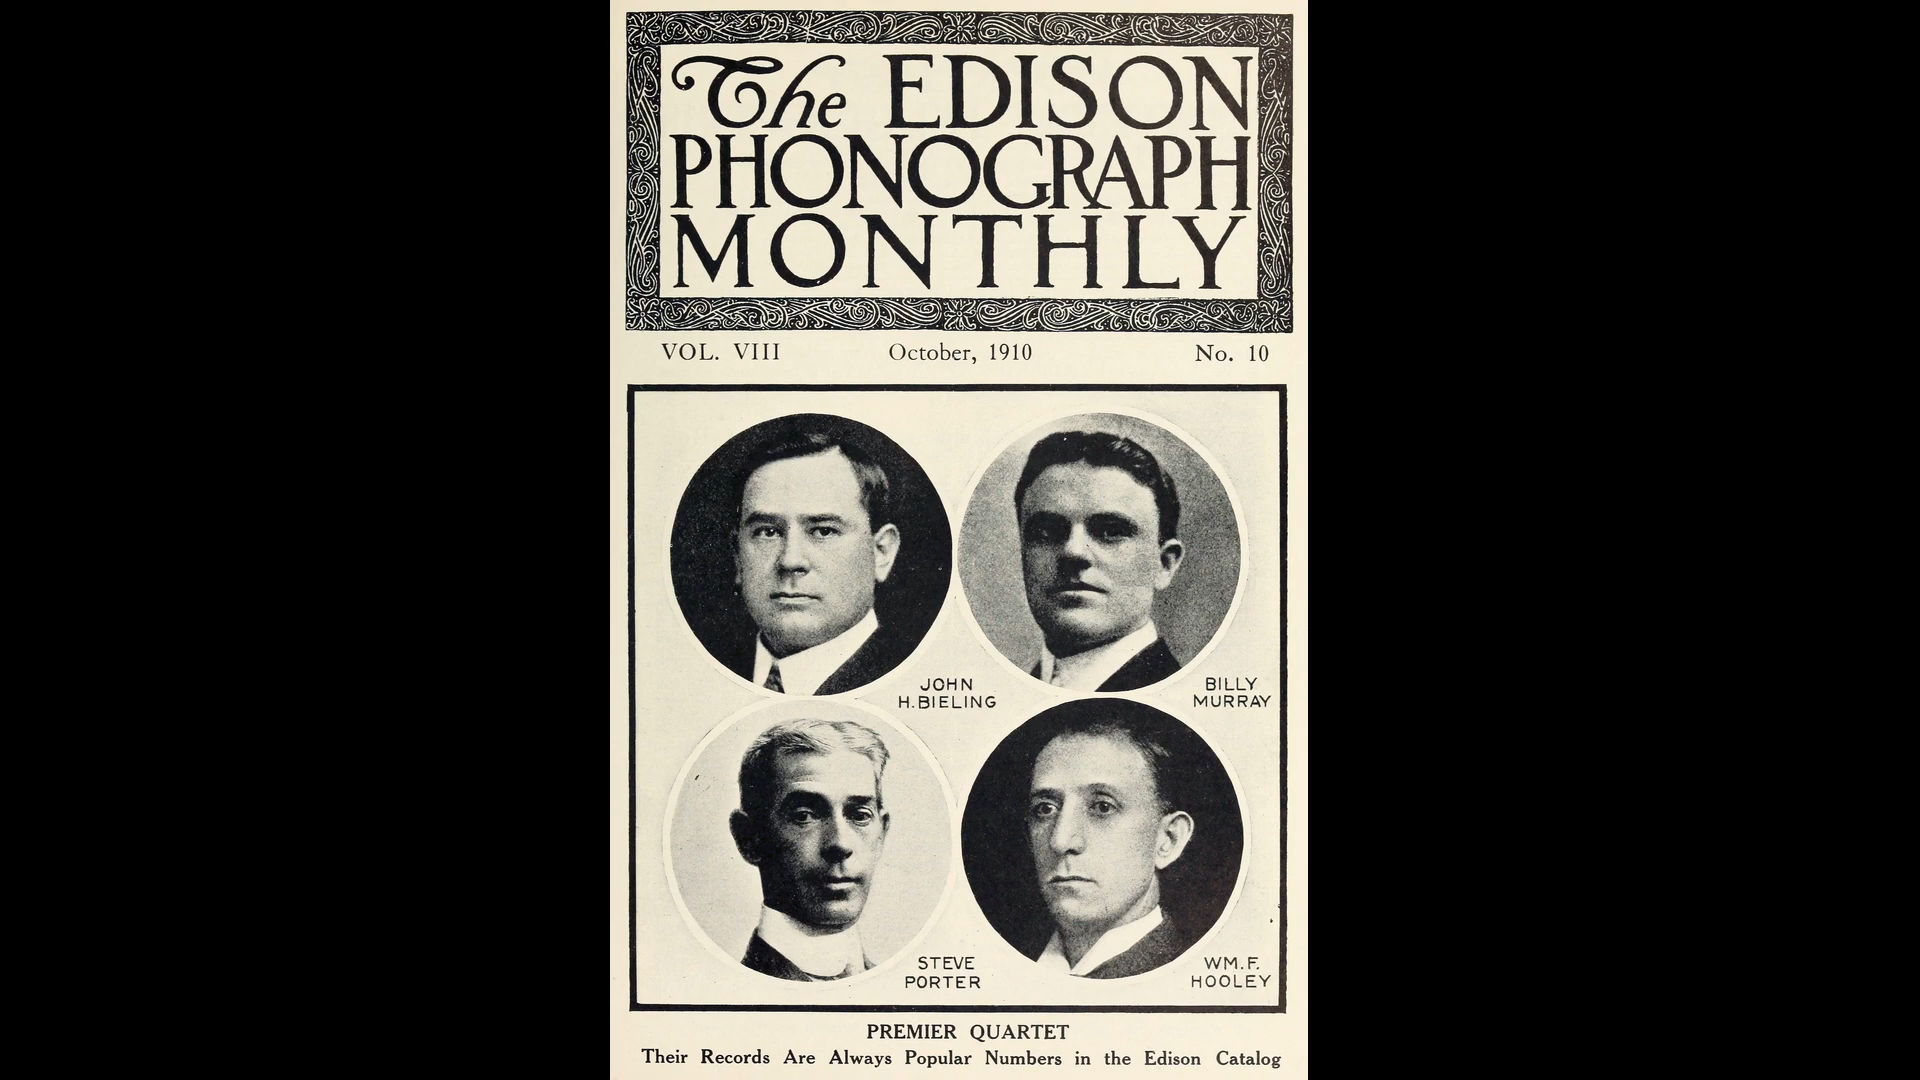 The EDISON
PHONOGRAPH
MONTHLY
VOL. VIII October, 1910 No. 10
JOHN
H. BIELING
BILLY
MURRAY
STEVE
PORTER
WM. F.
HOOLEY
PREMIER QUARTET
Their Records Are Always Popular Numbers in the Edison Catalog